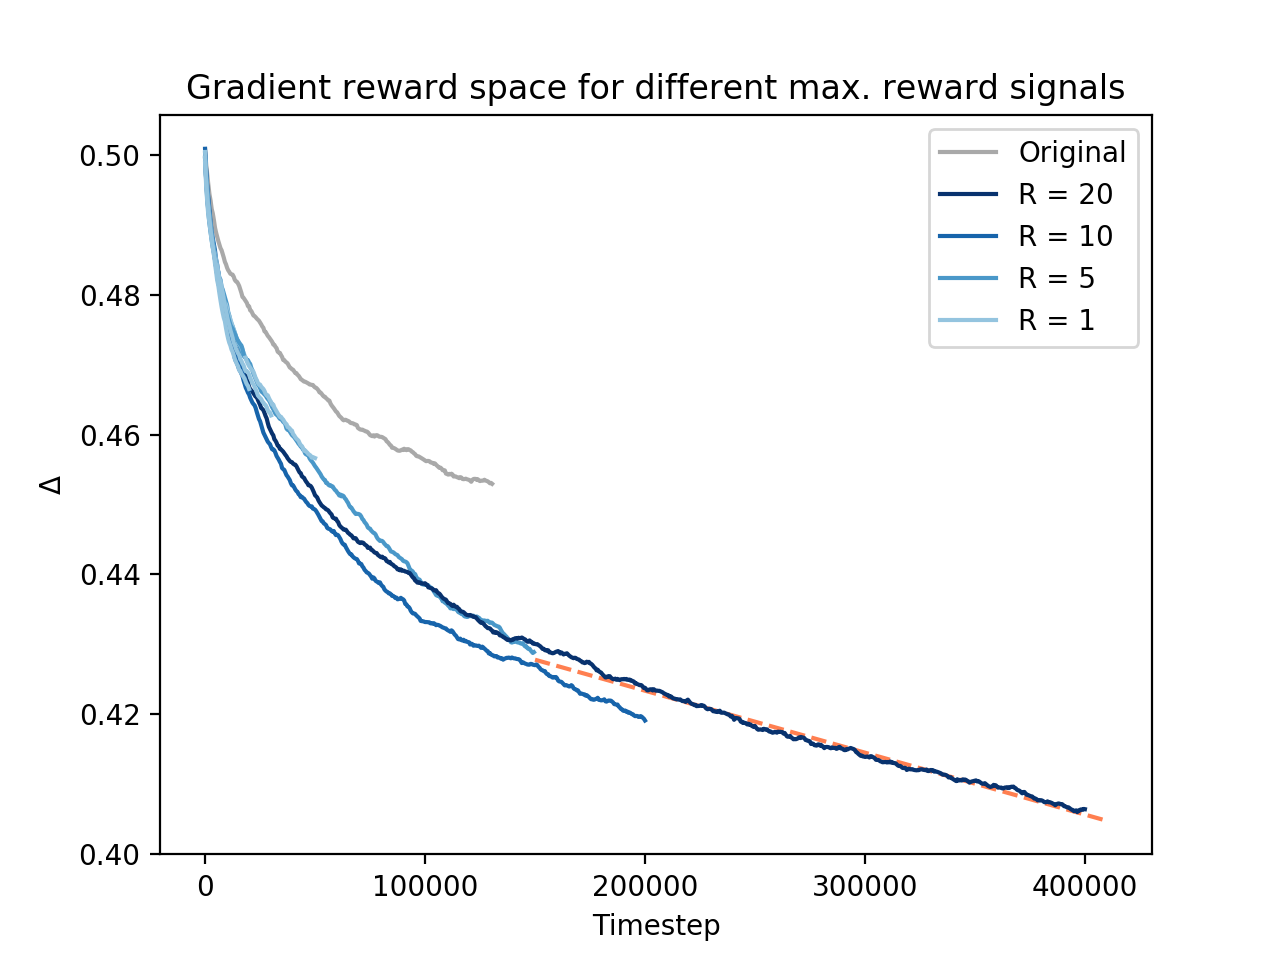 Gradient reward space for different max. reward signals
Original
R = 20
R = 10
R = 5
R = 1
0.50
0.48
0.46
0.44
0.42
0.40
Δ
0
100000
200000
300000
400000
Timestep